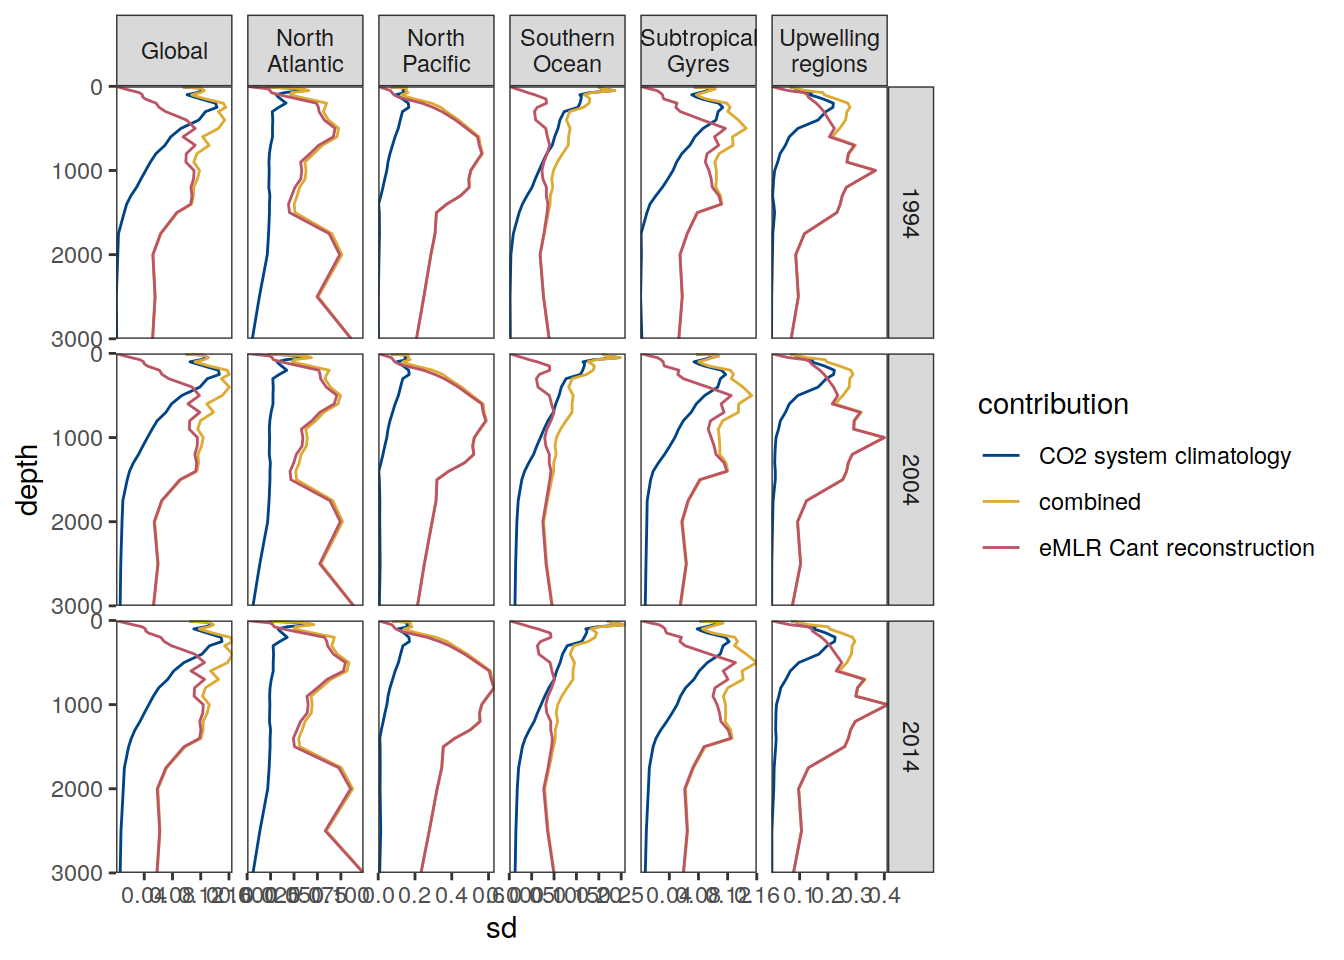 Global
North
Atlantic
North
Pacific
Southern
Ocean
Subtropical
Gyres
Upwelling
regions
0
1000
2000
3000
1994
0
1000
2000
3000
2004
0
1000
2000
3000
2014
depth
0.0 0.2 0.4
0.1 0.2 0.3 0.4
sd
contribution
CO2 system climatology
combined
eMLR Cant reconstruction